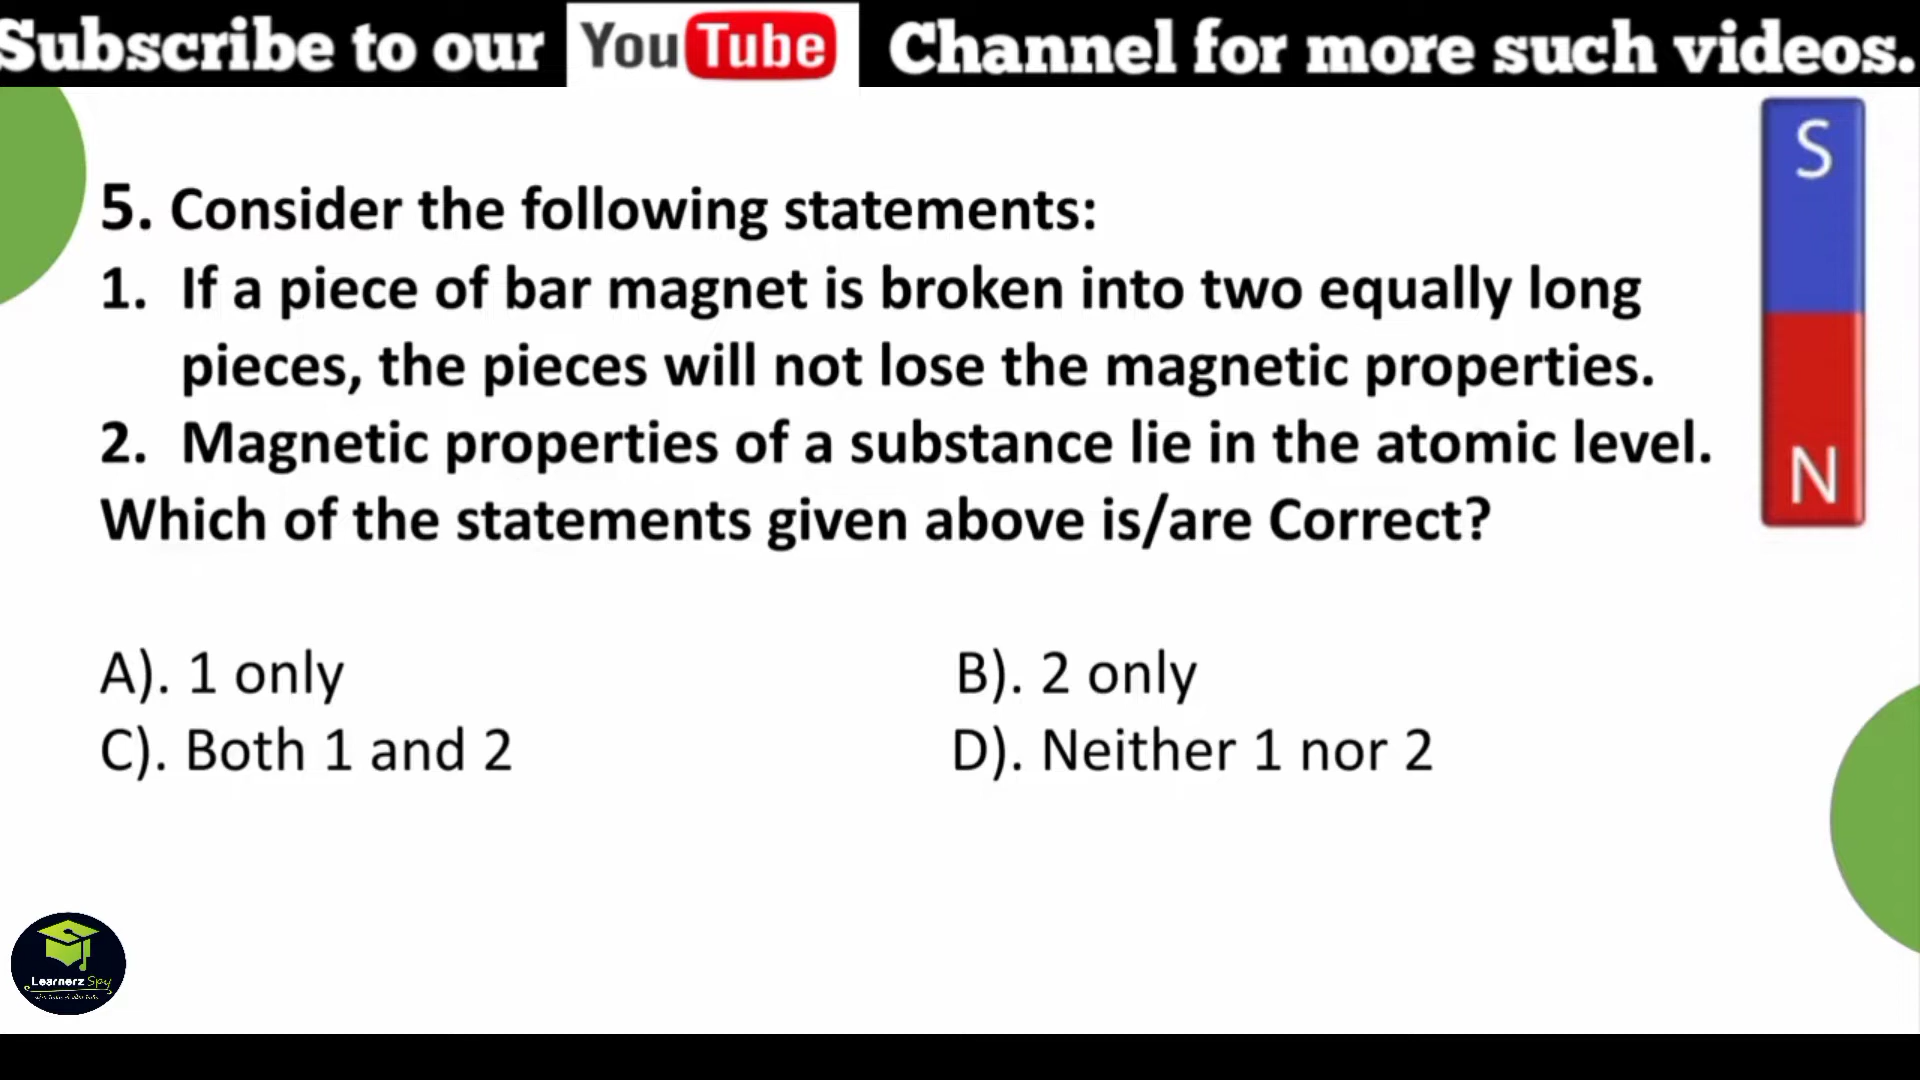 Subscribe to our YouTube Channel for more such videos.
S
5. Consider the following statements:
1. If a piece of bar magnet is broken into two equally long
pieces, the pieces will not lose the magnetic properties.
2. Magnetic properties of a substance lie in the atomic level.
N
Which of the statements given above is/are Correct?
A). 1 only
B). 2 only
C). Both 1 and 2
D). Neither 1 nor 2
Learnerz Spy